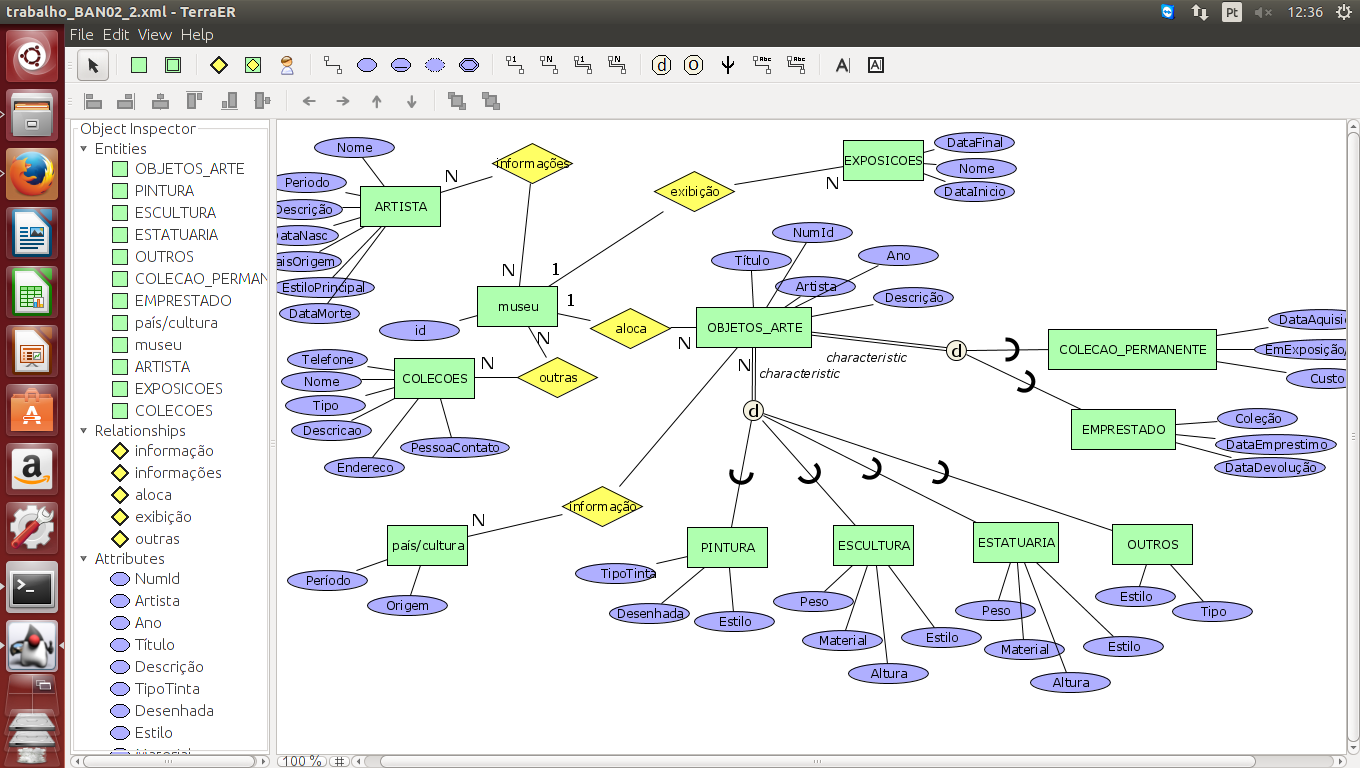 trabalho_BAN02_2.xml - TerraER
Pt
12:36
File Edit View Help
1 N 1 N d o Abc Abc A A
Object Inspector
Entities
OBJETOS_ARTE
PINTURA
ESCULTURA
ESTATUARIA
OUTROS
COLECAO_PERMAN
EMPRESTADO
país/cultura
museu
ARTISTA
EXPOSICOES
COLECOES
Relationships
informação
informações
aloca
exibição
outras
Attributes
NumId
Artista
Ano
Título
Descrição
TipoTinta
Desenhada
Estilo
Nome
Periodo
Descrição
ataNasc
aisOrigem
EstiloPrincipal
DataMorte
ARTISTA
N
informações
N
exibição
N
1
EXPOSICOES
DataFinal
Nome
DataInicio
museu
id
1
N
aloca
N
outras
N
COLECOES
Telefone
Nome
Tipo
Descricao
Endereco
PessoaContato
NumId
Título
Ano
Artista
Descrição
OBJETOS_ARTE
characteristic
characteristic
N
d
d
COLECAO_PERMANENTE
DataAquisi
EmExposição/
Custo
EMPRESTADO
Coleção
DataEmprestimo
DataDevolução
informação
N
país/cultura
Período
Origem
PINTURA
TipoTinta
Desenhada
Estilo
ESCULTURA
Peso
Material
Altura
Estilo
ESTATUARIA
Peso
Material
Altura
Estilo
OUTROS
Estilo
Tipo
100 %